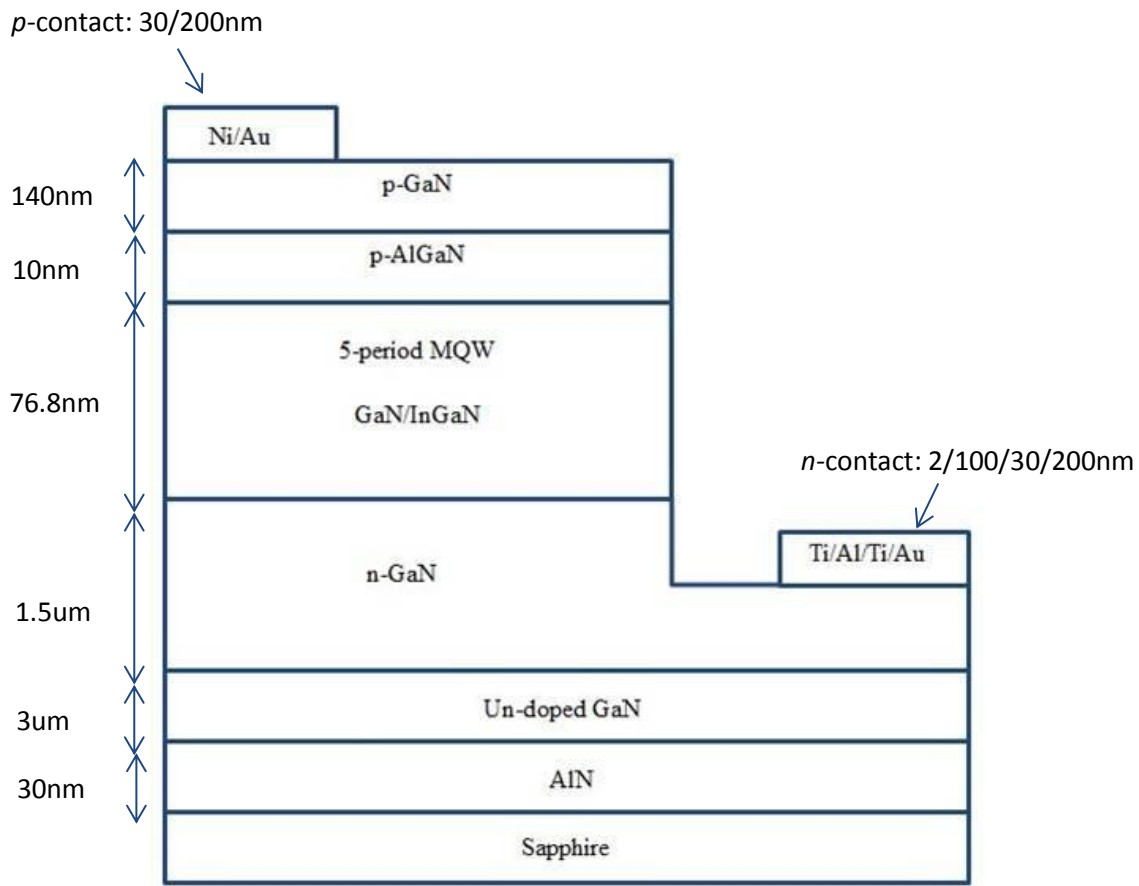 p-contact: 30/200nm
Ni/Au
140nm
p-GaN
10nm
p-AlGaN
5-period MQW
76.8nm
GaN/InGaN
n-contact: 2/100/30/200nm
Ti/Al/Ti/Au
n-GaN
1.5um
Un-doped GaN
3um
AlN
30nm
Sapphire